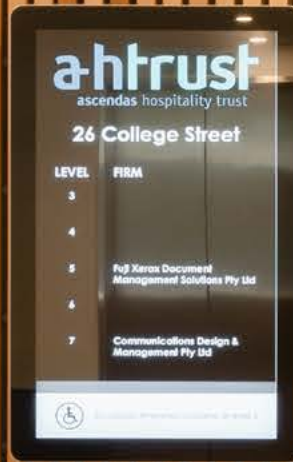 a-htrust
ascendas hospitality trust
26 College Street
LEVEL FIRM
3
4
5 Fuji Xerox Document
Management Solutions Pty Ltd
6
7 Communications Design &
Management Pty Ltd